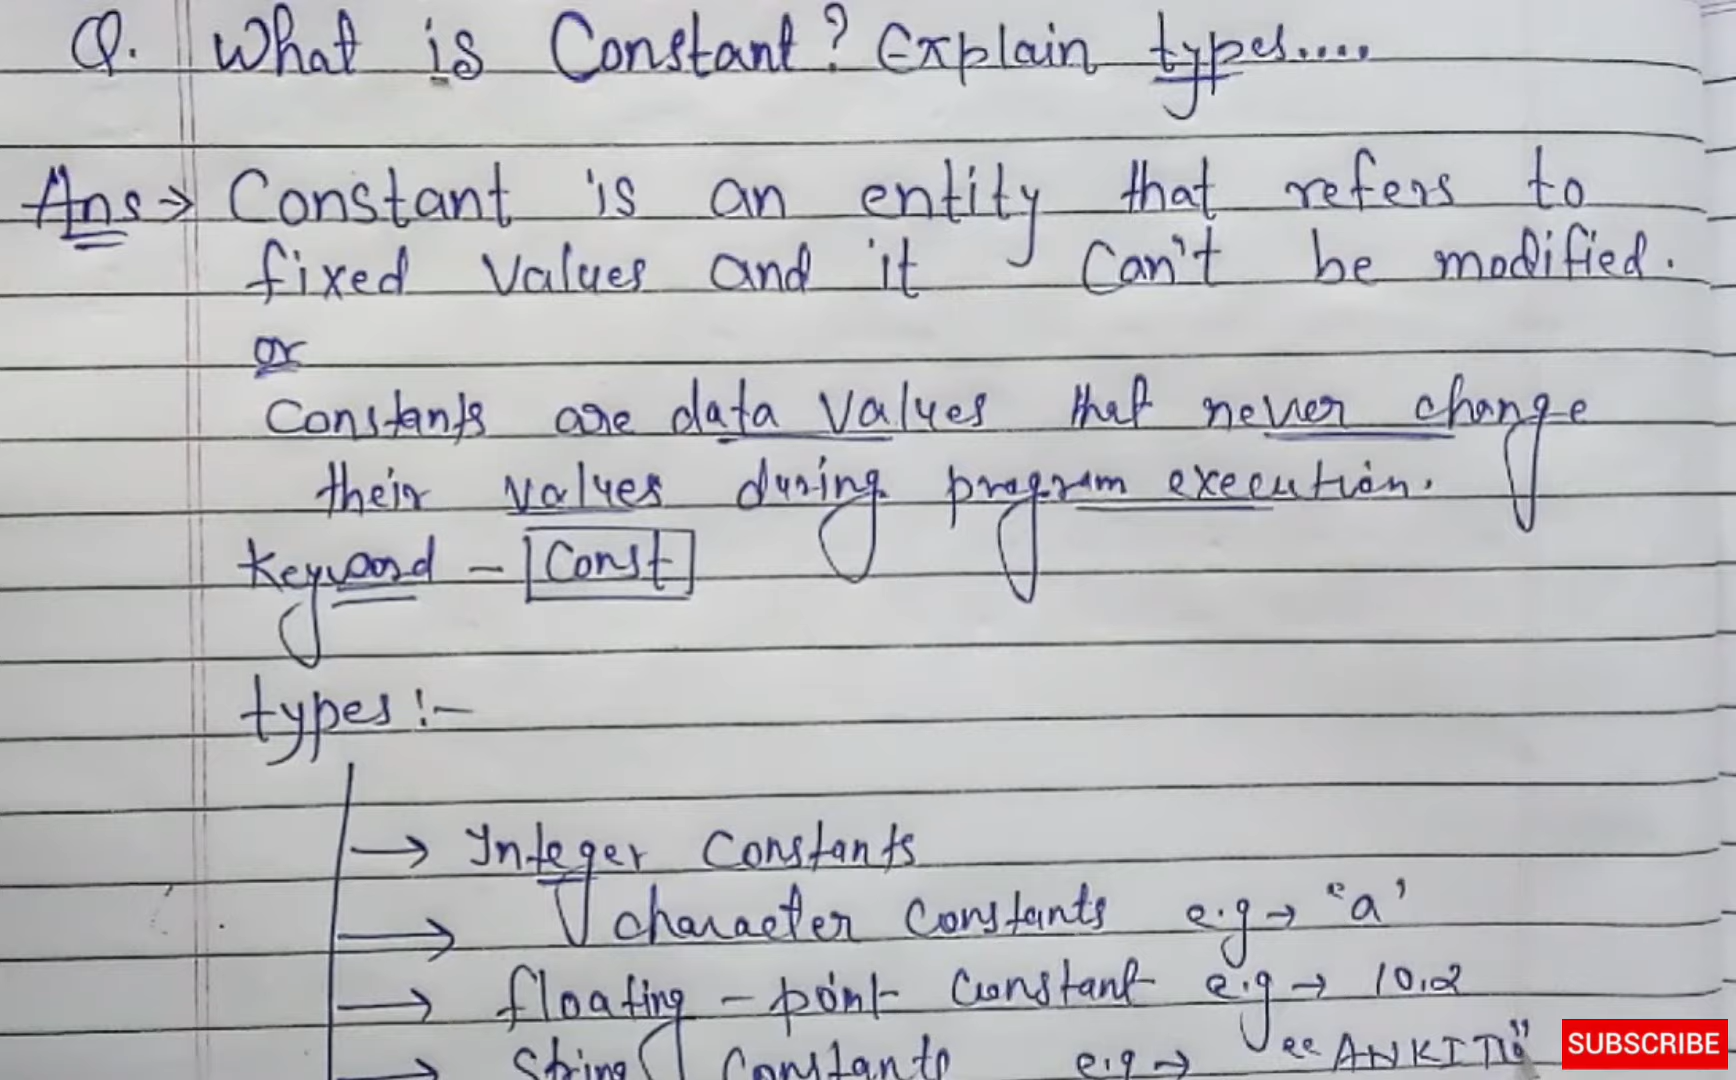 Q. What is Constant? Explain types....
Ans → Constant is an entity that refers to
fixed values and it can't be modified.
or
Constants are data values that never change
their values during program execution.
Keyword - Const
types :-
→ Integer Constants
→ character constants e.g → "a'
→ floating - point constant e.g → 10.2
→ String Constants e.g → "ANKIT"
SUBSCRIBE